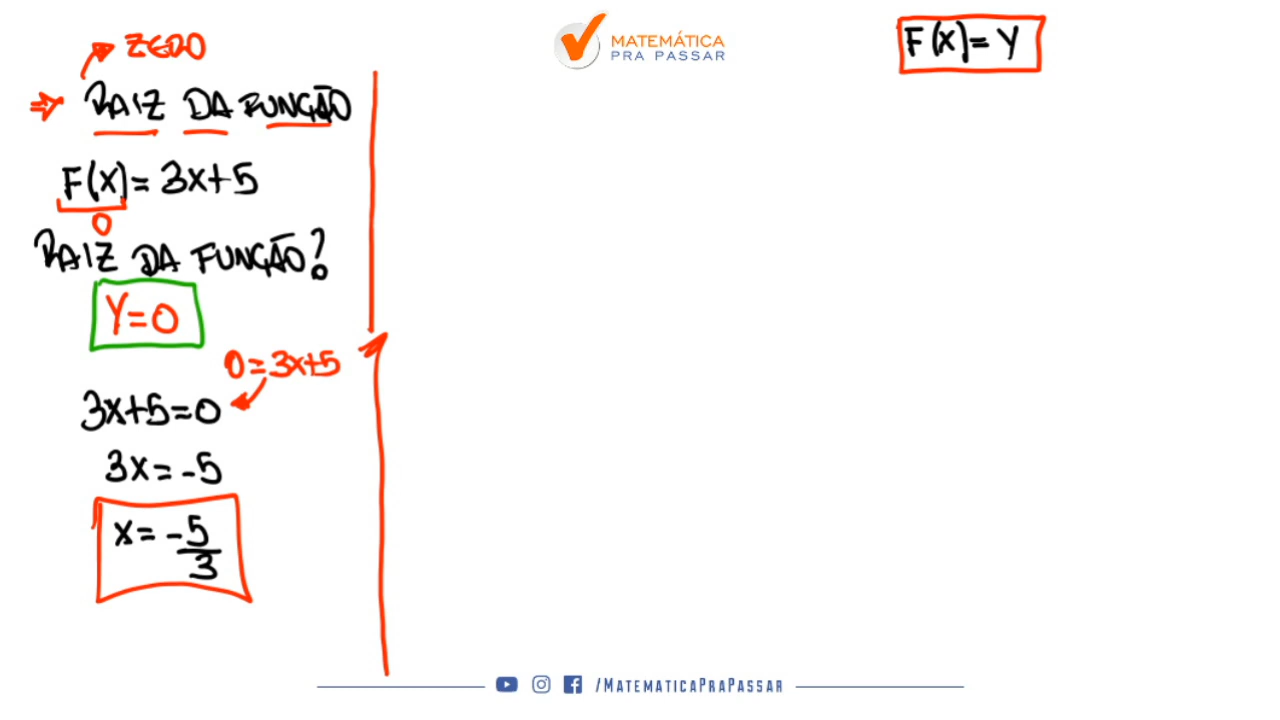 ZERO
⇒ RAIZ DA FUNÇÃO
F(X) = 3X+5
0
RAIZ DA FUNÇÃO?
Y=0
0=3X+5
3X+5=0
3X=-5
X= -5/3
MATEMÁTICA
PRA PASSAR
F(X)= Y
/MATEMATICAPRAPASSAR